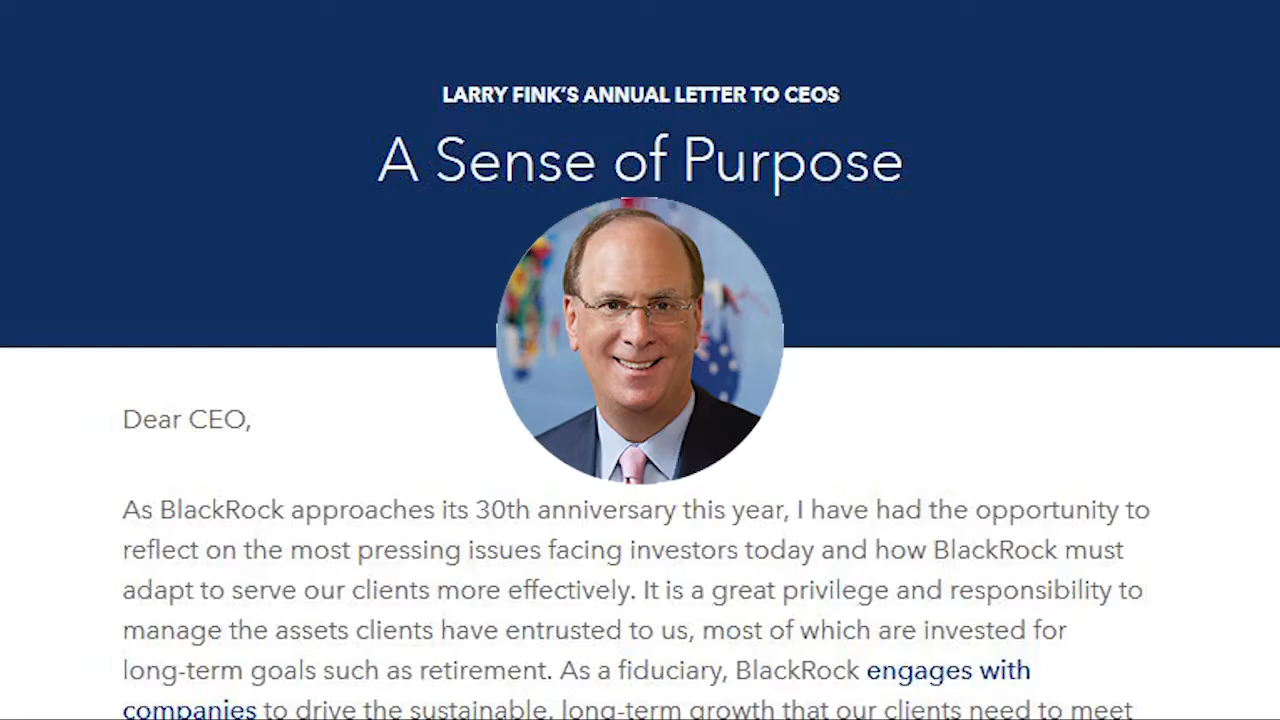 LARRY FINK'S ANNUAL LETTER TO CEOS
A Sense of Purpose
Dear CEO,
As BlackRock approaches its 30th anniversary this year, I have had the opportunity to
reflect on the most pressing issues facing investors today and how BlackRock must
adapt to serve our clients more effectively. It is a great privilege and responsibility to
manage the assets clients have entrusted to us, most of which are invested for
long-term goals such as retirement. As a fiduciary, BlackRock engages with
companies to drive the sustainable, long-term growth that our clients need to meet